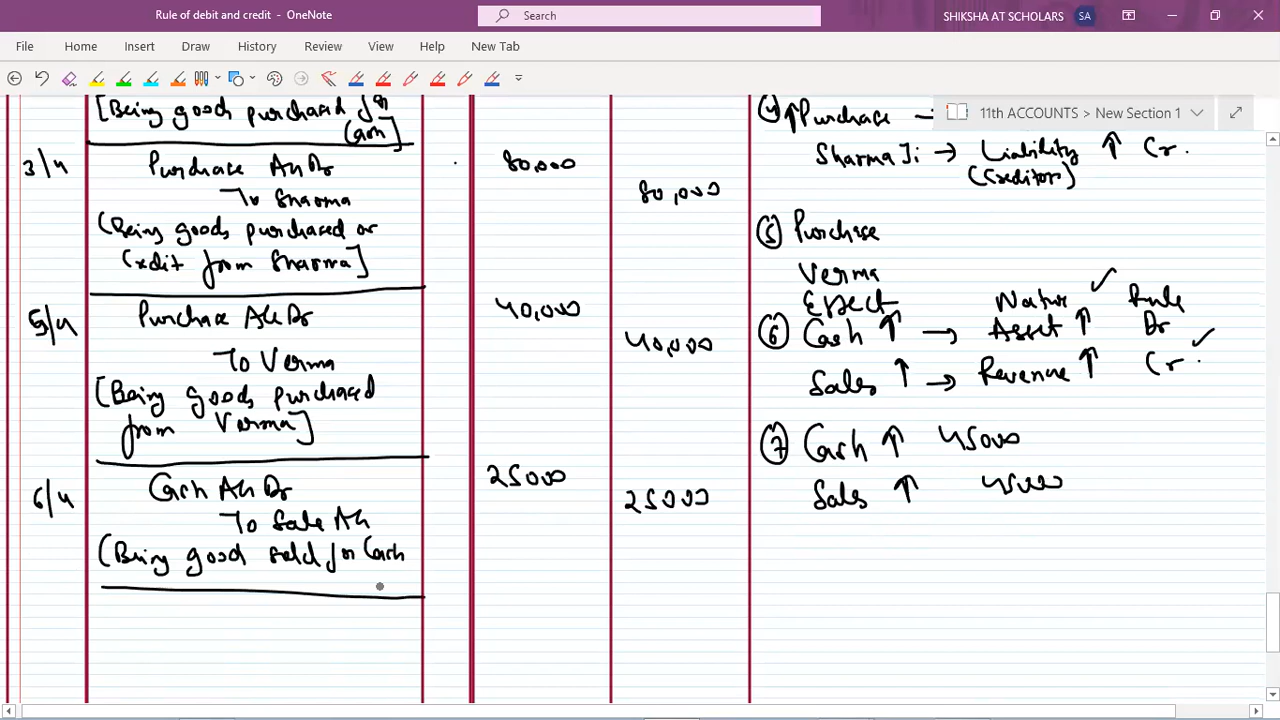 Rule of debit and credit - OneNote
Search
SHIKSHA AT SCHOLARS SA
File Home Insert Draw History Review View Help New Tab
11th ACCOUNTS > New Section 1
[Being goods purchased for
Cash]
3/4 Purchase A/c Dr 80,000
To Sharma 80,000
(Being goods purchased on
Credit from Sharma]
5/4 Purchase A/c Dr 40,000
To Verma 40,000
[Being goods purchased
from Verma]
6/4 Cash A/c Dr 25000
To Sale A/c 25000
(Being good sold for Cash
④ ↑ Purchase →
Sharma Ji → Liability ↑ Cr.
(Creditors)
⑤ Purchase
Verma
Effect Nature ✓ Rule
⑥ Cash ↑ → Asset ↑ Dr
Sales ↑ → Revenue ↑ Cr. ✓
⑦ Cash ↑ 45000
Sales ↑ 45000